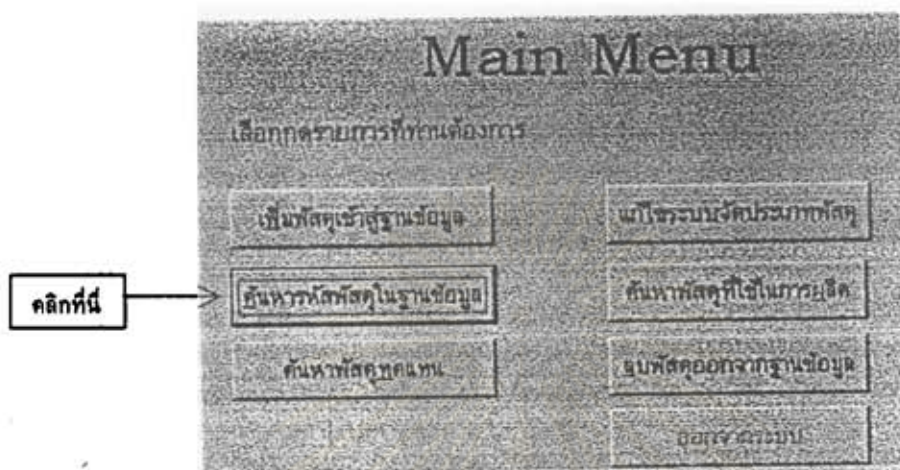 Main Menu
เลือกกดรายการที่ท่านต้องการ
เพิ่มพัสดุเข้าสู่ฐานข้อมูล
แก้ไขระบบจัดประเภทพัสดุ
คลิกที่นี่
ค้นหารหัสพัสดุในฐานข้อมูล
ค้นหาพัสดุที่ใช้ในการผลิต
ค้นหาพัสดุทดแทน
ลบพัสดุออกจากฐานข้อมูล
ออกจากระบบ